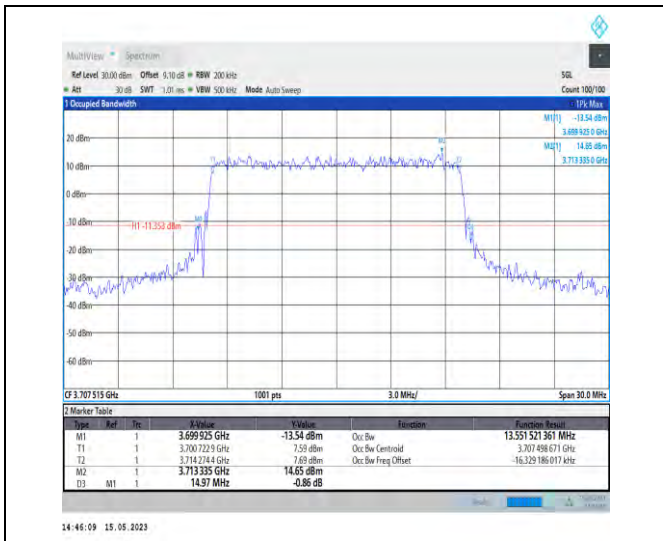 MultiView Spectrum
Ref Level 30.00 dBm Offset 9.10 dB RBW 200 kHz SGL
Att 30 dB SWT 1.01 ms VBW 500 kHz Mode Auto Sweep Count 100/100
1 Occupied Bandwidth 1Pk Max
M1[1] -13.54 dBm
3.699 925 0 GHz
M2[1] 14.65 dBm
3.713 335 0 GHz
20 dBm
10 dBm
0 dBm
-10 dBm
H1 -11.353 dBm
-20 dBm
-30 dBm
-40 dBm
-50 dBm
-60 dBm
CF 3.707 515 GHz 1001 pts 3.0 MHz/ Span 30.0 MHz
2 Marker Table
Type Ref Trc X-Value Y-Value Function Function Result
M1 1 3.699 925 GHz -13.54 dBm Occ Bw 13.551 521 361 MHz
T1 1 3.700 722 9 GHz 7.59 dBm Occ Bw Centroid 3.707 498 671 GHz
T2 1 3.714 274 4 GHz 7.69 dBm Occ Bw Freq Offset -16.329 186 017 kHz
M2 1 3.713 335 GHz 14.65 dBm
D3 M1 1 14.97 MHz -0.86 dB
14:46:09 15.05.2023